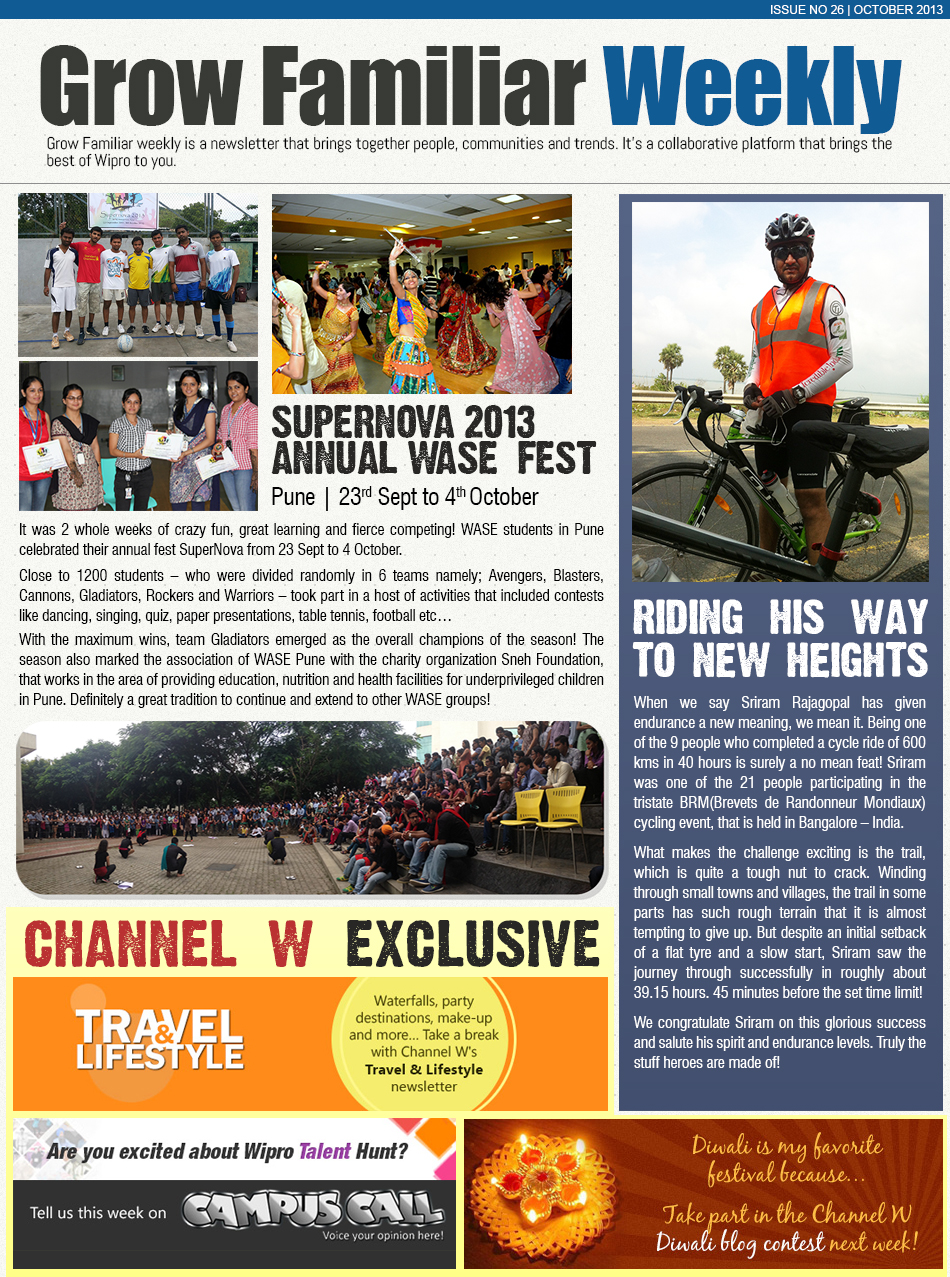 ISSUE NO 26 | OCTOBER 2013
Grow Familiar Weekly
Grow Familiar weekly is a newsletter that brings together people, communities and trends. It's a collaborative platform that brings the
best of Wipro to you.
Supernova 2013
SUPERNOVA 2013
ANNUAL WASE FEST
Pune | 23rd Sept to 4th October
It was 2 whole weeks of crazy fun, great learning and fierce competing! WASE students in Pune
celebrated their annual fest SuperNova from 23 Sept to 4 October.
Close to 1200 students – who were divided randomly in 6 teams namely; Avengers, Blasters,
Cannons, Gladiators, Rockers and Warriors – took part in a host of activities that included contests
like dancing, singing, quiz, paper presentations, table tennis, football etc…
With the maximum wins, team Gladiators emerged as the overall champions of the season! The
season also marked the association of WASE Pune with the charity organization Sneh Foundation,
that works in the area of providing education, nutrition and health facilities for underprivileged children
in Pune. Definitely a great tradition to continue and extend to other WASE groups!
RIDING HIS WAY
TO NEW HEIGHTS
When we say Sriram Rajagopal has given
endurance a new meaning, we mean it. Being one
of the 9 people who completed a cycle ride of 600
kms in 40 hours is surely a no mean feat! Sriram
was one of the 21 people participating in the
tristate BRM(Brevets de Randonneur Mondiaux)
cycling event, that is held in Bangalore – India.
What makes the challenge exciting is the trail,
which is quite a tough nut to crack. Winding
through small towns and villages, the trail in some
parts has such rough terrain that it is almost
tempting to give up. But despite an initial setback
of a flat tyre and a slow start, Sriram saw the
journey through successfully in roughly about
39.15 hours. 45 minutes before the set time limit!
We congratulate Sriram on this glorious success
and salute his spirit and endurance levels. Truly the
stuff heroes are made of!
CHANNEL W EXCLUSIVE
TRAVEL
&
LIFESTYLE
Waterfalls, party
destinations, make-up
and more... Take a break
with Channel W's
Travel & Lifestyle
newsletter
Are you excited about Wipro Talent Hunt?
Tell us this week on CAMPUS CALL
Voice your opinion here!
Diwali is my favorite
festival because...
Take part in the Channel W
Diwali blog contest next week!